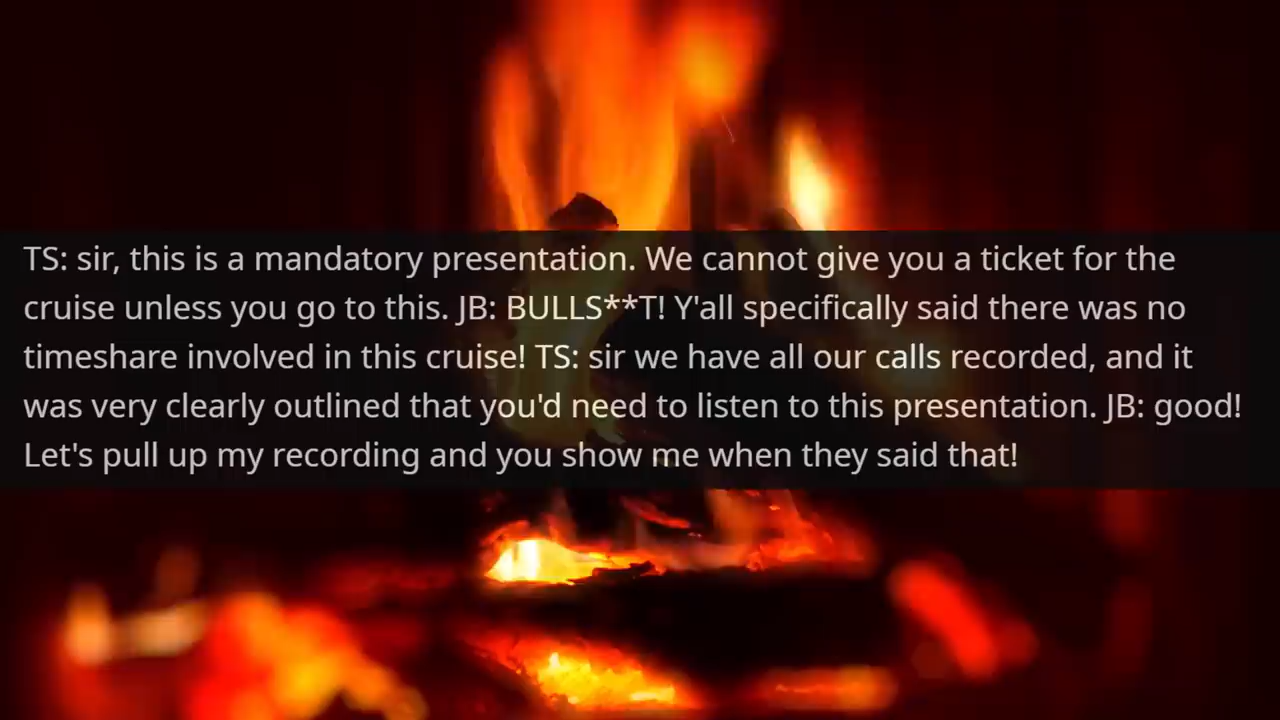 TS: sir, this is a mandatory presentation. We cannot give you a ticket for the
cruise unless you go to this. JB: BULLS**T! Y'all specifically said there was no
timeshare involved in this cruise! TS: sir we have all our calls recorded, and it
was very clearly outlined that you'd need to listen to this presentation. JB: good!
Let's pull up my recording and you show me when they said that!